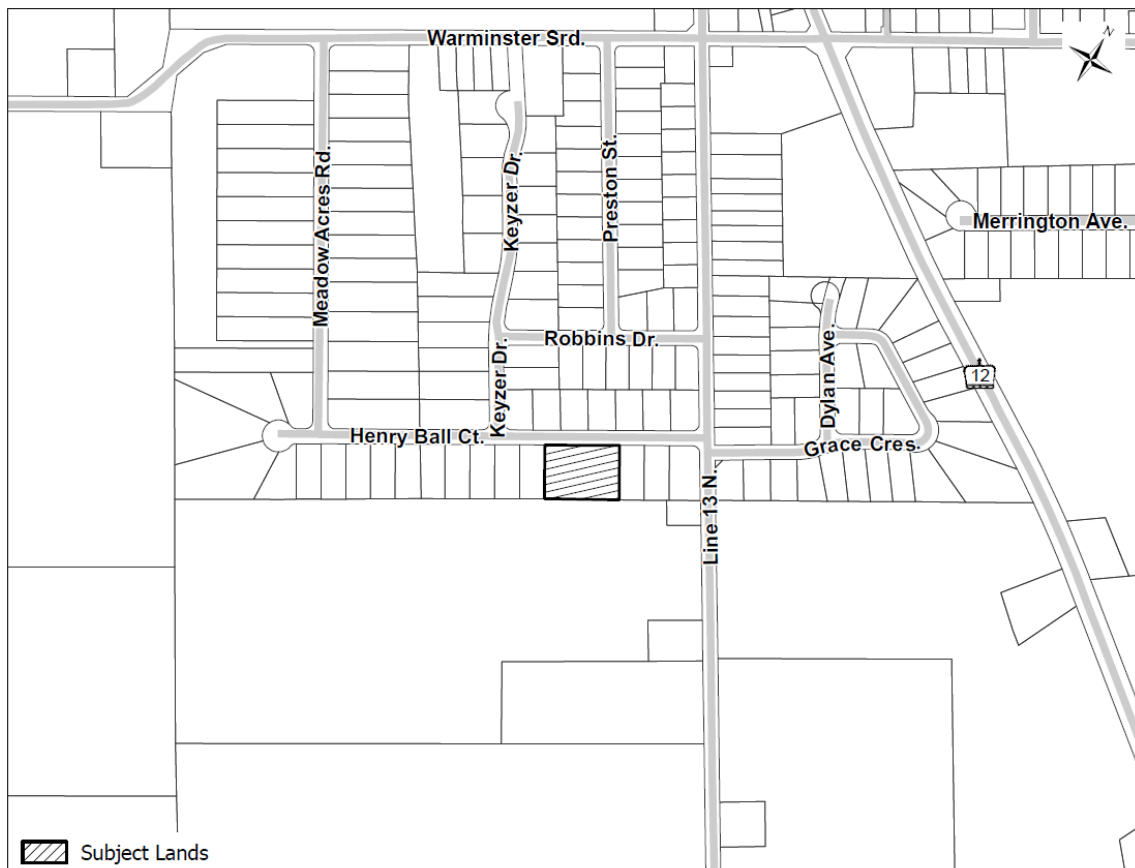 Warminster Srd.
N
Meadow Acres Rd.
Keyzer Dr.
Preston St.
Merrington Ave.
Robbins Dr.
Keyzer Dr.
Dylan Ave.
12
Henry Ball Ct.
Grace Cres.
Line 13 N.
Subject Lands